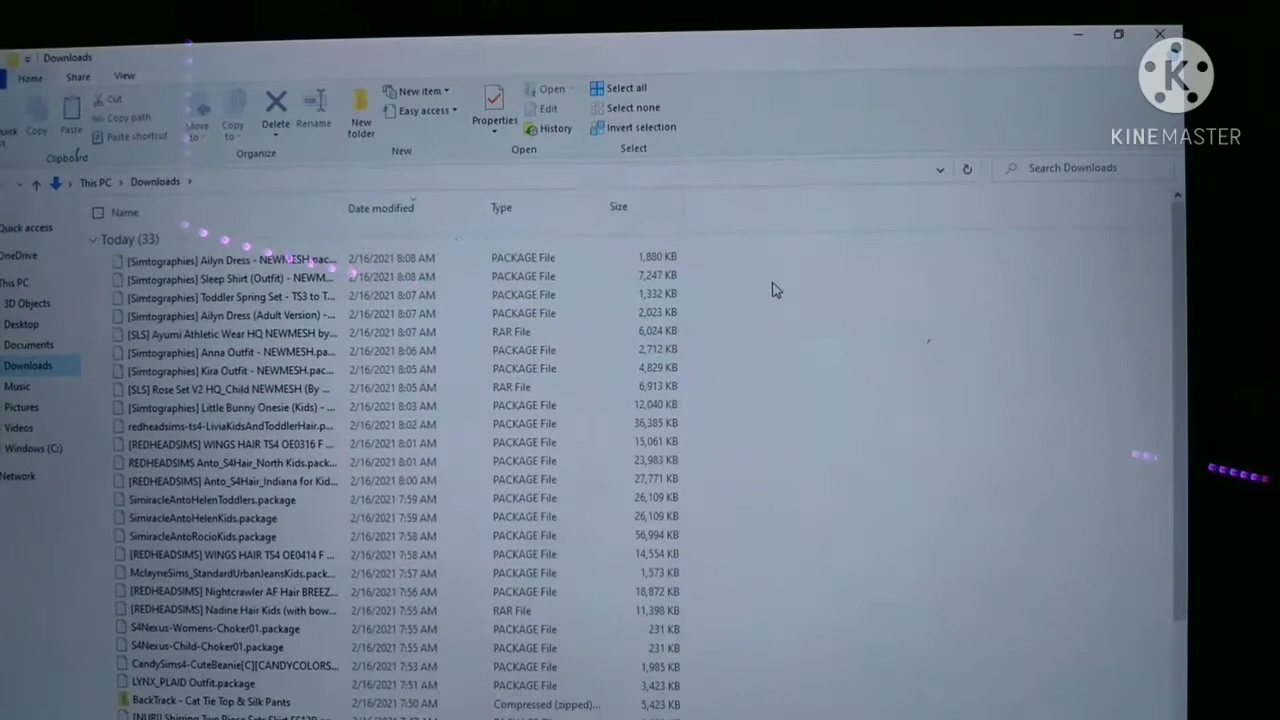 Downloads
Home Share View
Cut
Copy path
Paste shortcut
Copy Paste
Clipboard
Move to
Copy to
Delete
Rename
Organize
New folder
New item
Easy access
New
Properties
Open
Edit
History
Open
Select all
Select none
Invert selection
Select
KINEMASTER
This PC > Downloads >
Search Downloads
Quick access
OneDrive
This PC
3D Objects
Desktop
Documents
Downloads
Music
Pictures
Videos
Windows (C:)
Network
Name Date modified Type Size
Today (33)
[Simtographies] Ailyn Dress - NEWMESH.pac... 2/16/2021 8:08 AM PACKAGE File 1,880 KB
[Simtographies] Sleep Shirt (Outfit) - NEWM... 2/16/2021 8:08 AM PACKAGE File 7,247 KB
[Simtographies] Toddler Spring Set - TS3 to T... 2/16/2021 8:07 AM PACKAGE File 1,332 KB
[Simtographies] Ailyn Dress (Adult Version) -... 2/16/2021 8:07 AM PACKAGE File 2,023 KB
[SLS] Ayumi Athletic Wear HQ NEWMESH by... 2/16/2021 8:07 AM RAR File 6,024 KB
[Simtographies] Anna Outfit - NEWMESH.pa... 2/16/2021 8:06 AM PACKAGE File 2,712 KB
[Simtographies] Kira Outfit - NEWMESH.pac... 2/16/2021 8:05 AM PACKAGE File 4,829 KB
[SLS] Rose Set V2 HQ_Child NEWMESH (By ... 2/16/2021 8:05 AM RAR File 6,913 KB
[Simtographies] Little Bunny Onesie (Kids) - ... 2/16/2021 8:03 AM PACKAGE File 12,040 KB
redheadsims-ts4-LiviaKidsAndToddlerHair.p... 2/16/2021 8:02 AM PACKAGE File 36,385 KB
[REDHEADSIMS] WINGS HAIR TS4 OE0316 F ... 2/16/2021 8:01 AM PACKAGE File 15,061 KB
REDHEADSIMS Anto_S4Hair_North Kids.pack... 2/16/2021 8:01 AM PACKAGE File 23,983 KB
[REDHEADSIMS] Anto_S4Hair_Indiana for Kid... 2/16/2021 8:00 AM PACKAGE File 27,771 KB
SimiracleAntoHelenToddlers.package 2/16/2021 7:59 AM PACKAGE File 26,109 KB
SimiracleAntoHelenKids.package 2/16/2021 7:59 AM PACKAGE File 26,109 KB
SimiracleAntoRocioKids.package 2/16/2021 7:58 AM PACKAGE File 56,994 KB
[REDHEADSIMS] WINGS HAIR TS4 OE0414 F ... 2/16/2021 7:58 AM PACKAGE File 14,554 KB
MclayneSims_StandardUrbanJeansKids.pack... 2/16/2021 7:57 AM PACKAGE File 1,573 KB
[REDHEADSIMS] Nightcrawler AF Hair BREEZ... 2/16/2021 7:56 AM PACKAGE File 18,872 KB
[REDHEADSIMS] Nadine Hair Kids (with bow... 2/16/2021 7:55 AM RAR File 11,398 KB
S4Nexus-Womens-Choker01.package 2/16/2021 7:55 AM PACKAGE File 231 KB
S4Nexus-Child-Choker01.package 2/16/2021 7:55 AM PACKAGE File 231 KB
CandySims4-CuteBeanie[C][CANDYCOLORS... 2/16/2021 7:53 AM PACKAGE File 1,985 KB
LYNX_PLAID Outfit.package 2/16/2021 7:51 AM PACKAGE File 3,423 KB
BackTrack - Cat Tie Top & Silk Pants 2/16/2021 7:50 AM Compressed (zipped)... 5,423 KB